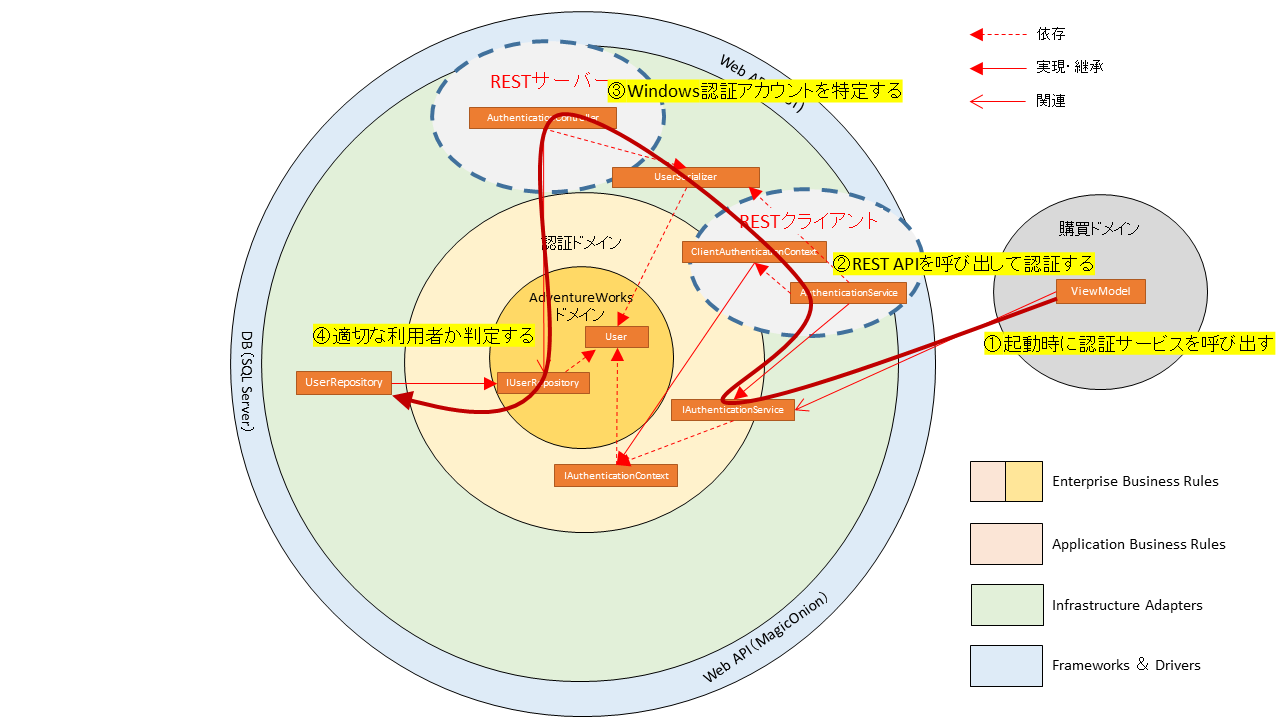 依存
実現・継承
関連
RESTサーバー
③Windows認証アカウントを特定する
AuthenticationController
UserSerializer
RESTクライアント
ClientAuthenticationContext
②REST APIを呼び出して認証する
AuthenticationService
購買ドメイン
ViewModel
①起動時に認証サービスを呼び出す
認証ドメイン
AdventureWorks
ドメイン
④適切な利用者か判定する
User
UserRepository
IUserRepository
IAuthenticationService
IAuthenticationContext
DB（SQL Server）
Web API（MagicOnion）
Enterprise Business Rules
Application Business Rules
Infrastructure Adapters
Frameworks ＆ Drivers